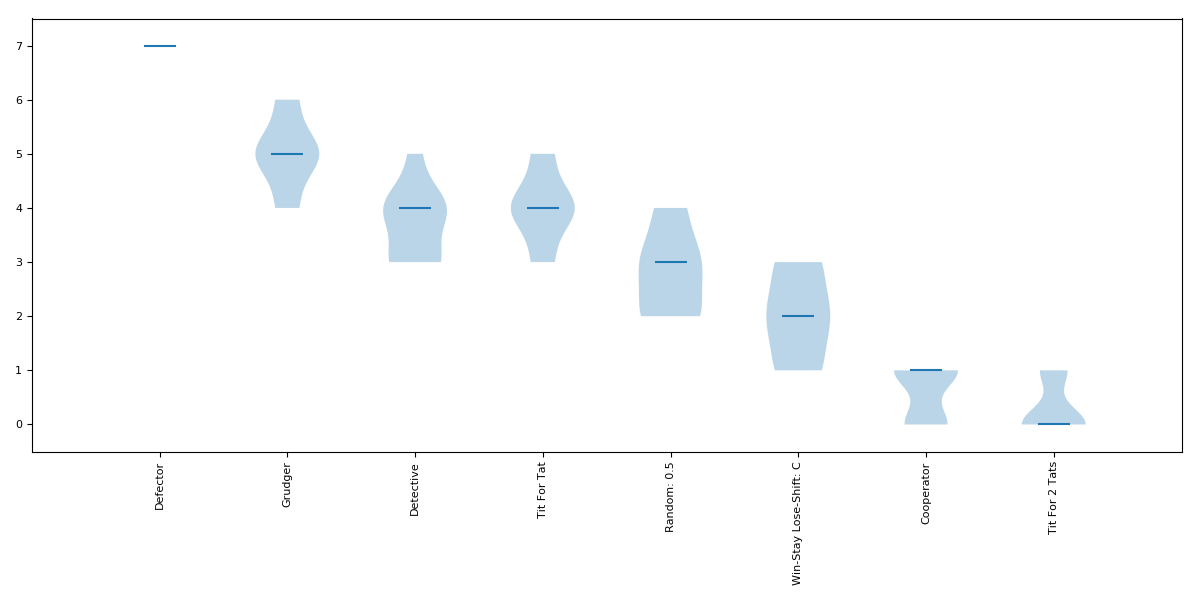 7
6
5
4
3
2
1
0
Defector
Grudger
Detective
Tit For Tat
Random: 0.5
Win-Stay Lose-Shift: C
Cooperator
Tit For 2 Tats